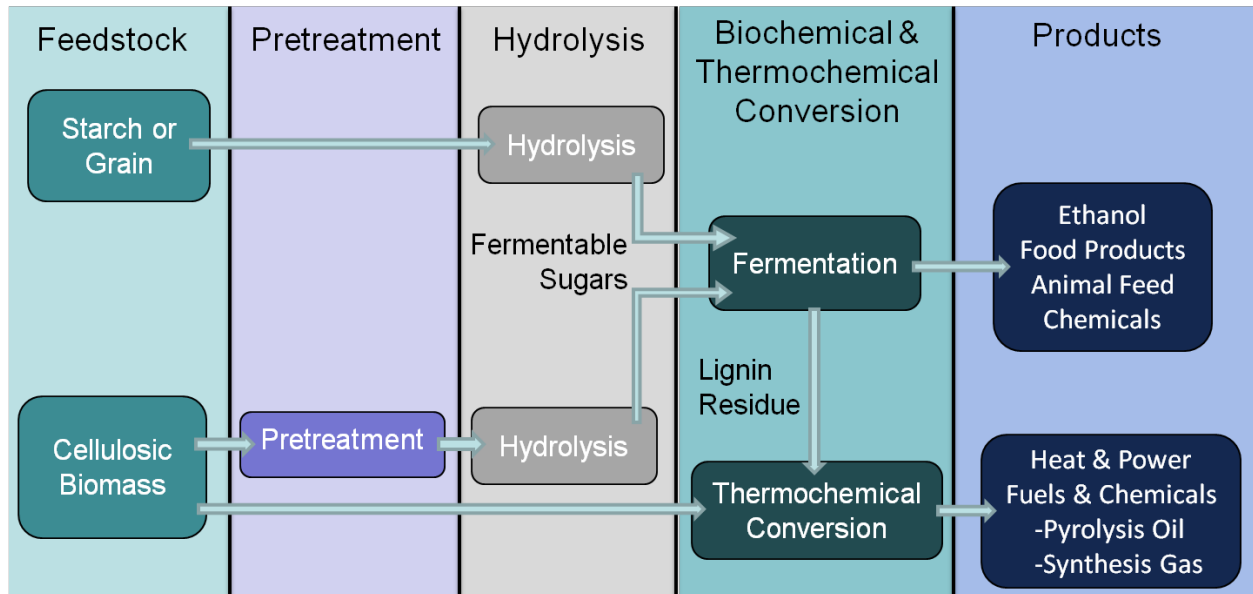 Feedstock
Pretreatment
Hydrolysis
Biochemical &
Thermochemical
Conversion
Products
Starch or
Grain
Hydrolysis
Fermentable
Sugars
Fermentation
Ethanol
Food Products
Animal Feed
Chemicals
Lignin
Residue
Cellulosic
Biomass
Pretreatment
Hydrolysis
Thermochemical
Conversion
Heat & Power
Fuels & Chemicals
-Pyrolysis Oil
-Synthesis Gas